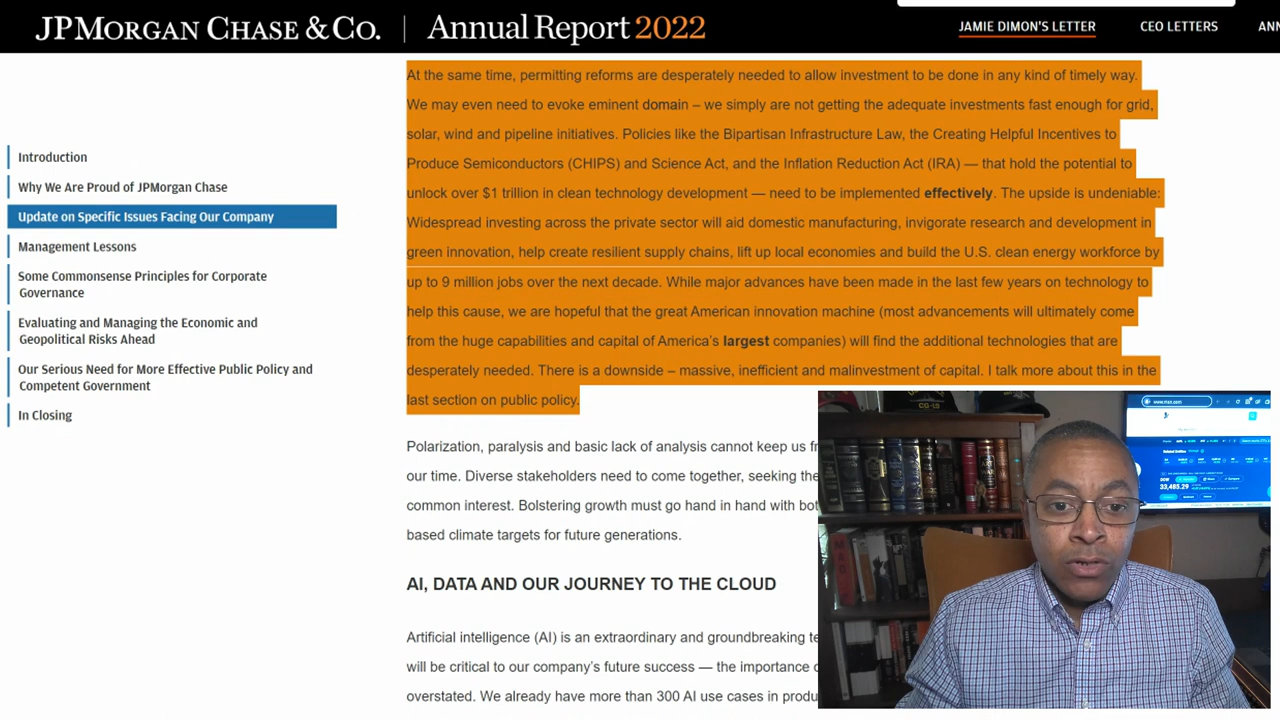 JPMORGAN CHASE & CO. | Annual Report 2022
JAMIE DIMON'S LETTER
CEO LETTERS
ANN
Introduction
Why We Are Proud of JPMorgan Chase
Update on Specific Issues Facing Our Company
Management Lessons
Some Commonsense Principles for Corporate
Governance
Evaluating and Managing the Economic and
Geopolitical Risks Ahead
Our Serious Need for More Effective Public Policy and
Competent Government
In Closing
At the same time, permitting reforms are desperately needed to allow investment to be done in any kind of timely way.
We may even need to evoke eminent domain – we simply are not getting the adequate investments fast enough for grid,
solar, wind and pipeline initiatives. Policies like the Bipartisan Infrastructure Law, the Creating Helpful Incentives to
Produce Semiconductors (CHIPS) and Science Act, and the Inflation Reduction Act (IRA) — that hold the potential to
unlock over $1 trillion in clean technology development — need to be implemented effectively. The upside is undeniable:
Widespread investing across the private sector will aid domestic manufacturing, invigorate research and development in
green innovation, help create resilient supply chains, lift up local economies and build the U.S. clean energy workforce by
up to 9 million jobs over the next decade. While major advances have been made in the last few years on technology to
help this cause, we are hopeful that the great American innovation machine (most advancements will ultimately come
from the huge capabilities and capital of America's largest companies) will find the additional technologies that are
desperately needed. There is a downside – massive, inefficient and malinvestment of capital. I talk more about this in the
last section on public policy.
Polarization, paralysis and basic lack of analysis cannot keep us f
our time. Diverse stakeholders need to come together, seeking the
common interest. Bolstering growth must go hand in hand with bot
based climate targets for future generations.
AI, DATA AND OUR JOURNEY TO THE CLOUD
Artificial intelligence (AI) is an extraordinary and groundbreaking te
will be critical to our company's future success — the importance o
overstated. We already have more than 300 AI use cases in produ
CG-13
ART
WAR
www.msn.com
33,485.29